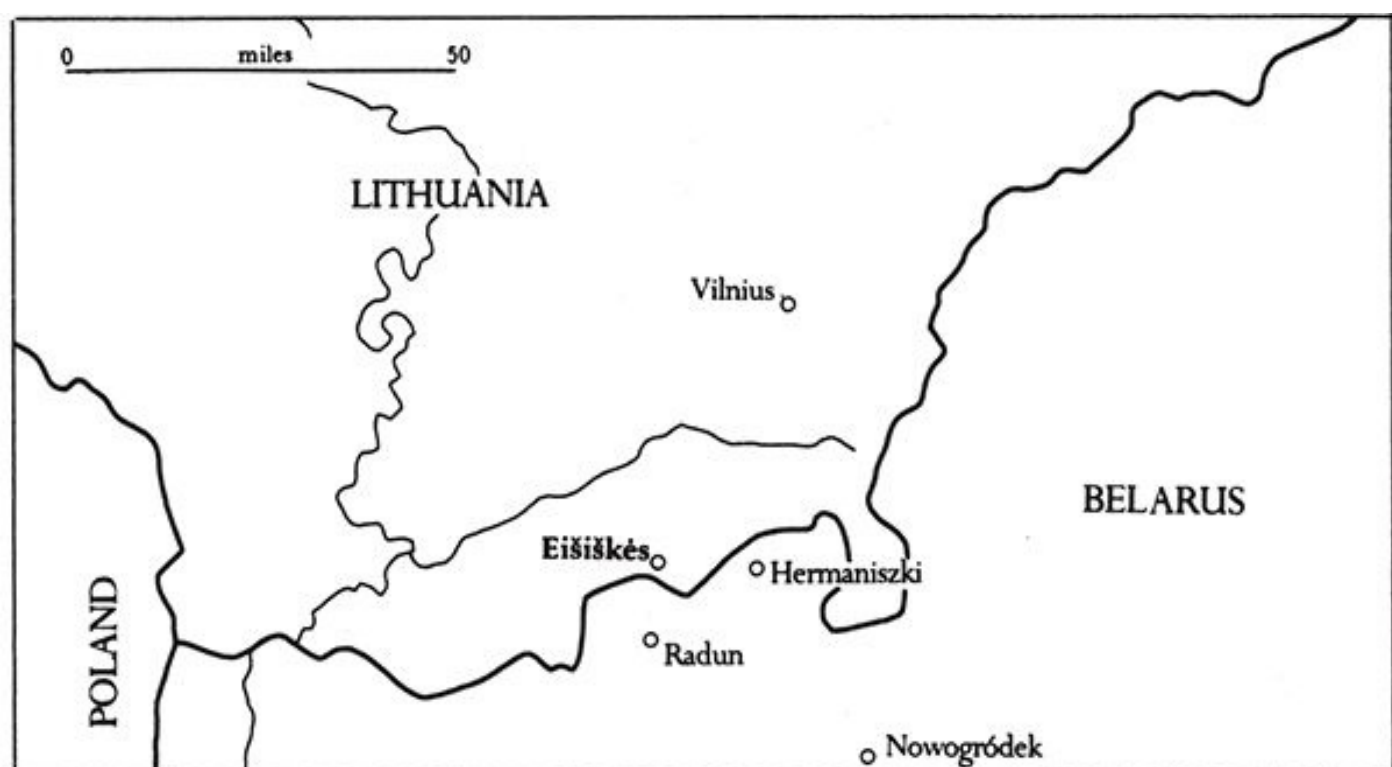 0 miles 50
LITHUANIA
Vilnius
BELARUS
Eišiškės
Hermaniszki
POLAND
Radun
Nowogródek